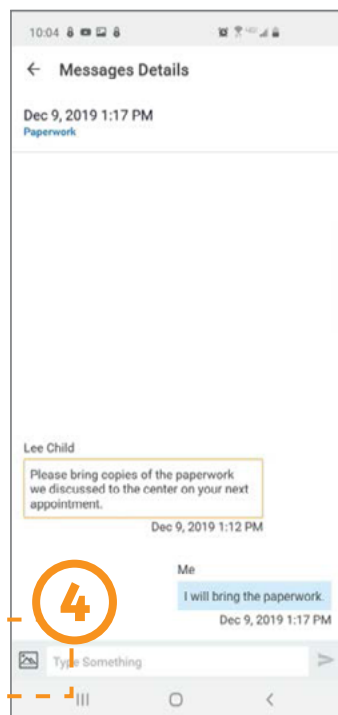 10:04
← Messages Details
Dec 9, 2019 1:17 PM
Paperwork
Lee Child
Please bring copies of the paperwork
we discussed to the center on your next
appointment.
Dec 9, 2019 1:12 PM
Me
I will bring the paperwork.
Dec 9, 2019 1:17 PM
4
Type Something